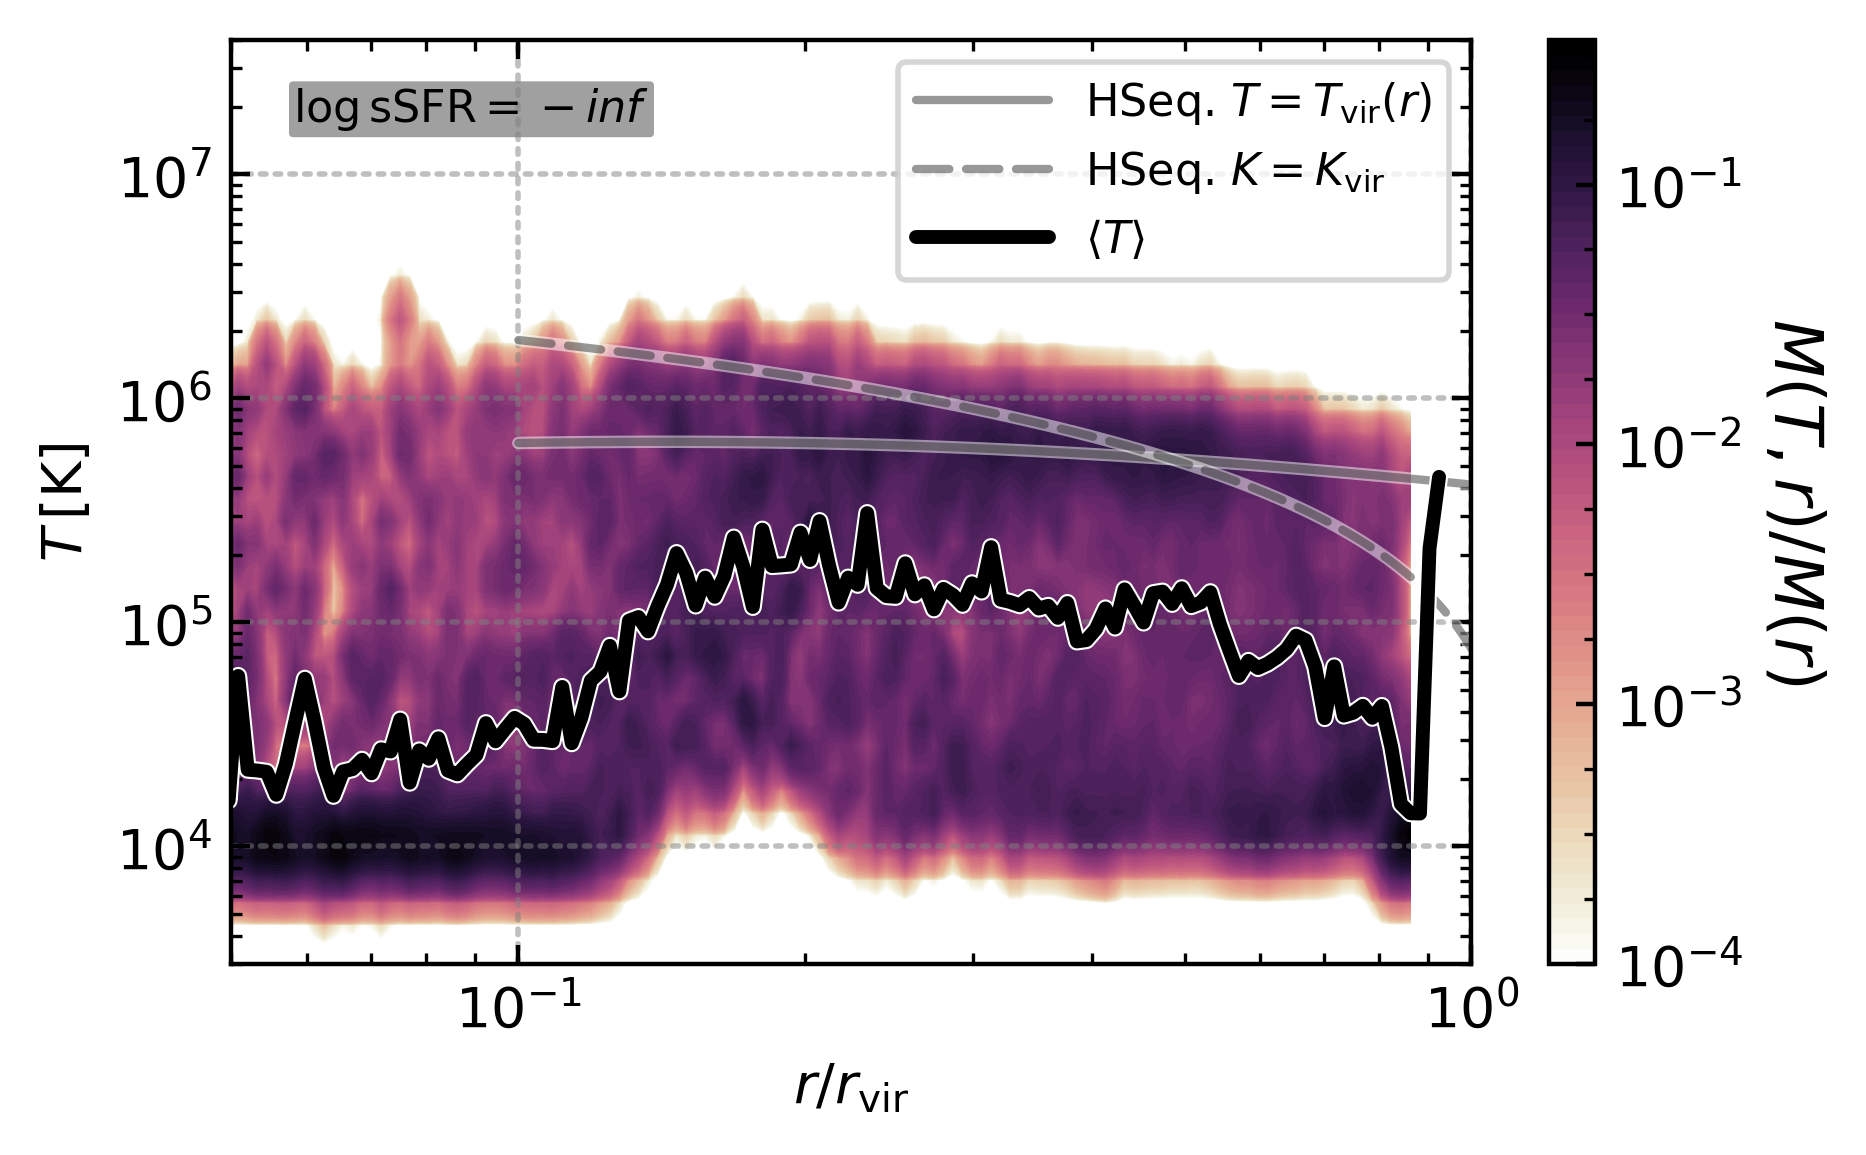 log sSFR = −inf
HSeq. T = T_vir(r)
HSeq. K = K_vir
⟨T⟩
10^7
10^6
10^5
10^4
T [K]
10^−1
10^0
r/r_vir
10^−1
10^−2
10^−3
10^−4
M(T, r)/M(r)